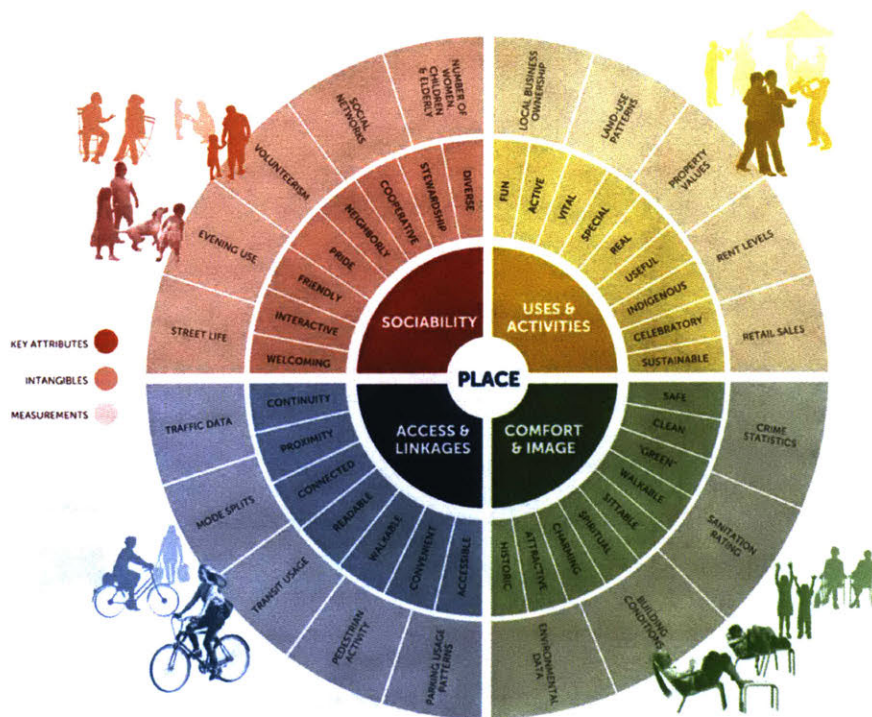 NUMBER OF
WOMEN,
CHILDREN
& ELDERLY
SOCIAL
NETWORKS
VOLUNTEERISM
EVENING USE
STREET LIFE
DIVERSE
STEWARDSHIP
COOPERATIVE
NEIGHBORLY
PRIDE
FRIENDLY
INTERACTIVE
WELCOMING
SOCIABILITY
LOCAL BUSINESS
OWNERSHIP
LAND-USE
PATTERNS
PROPERTY
VALUES
RENT LEVELS
RETAIL SALES
FUN
ACTIVE
VITAL
SPECIAL
REAL
USEFUL
INDIGENOUS
CELEBRATORY
SUSTAINABLE
USES &
ACTIVITIES
KEY ATTRIBUTES
INTANGIBLES
MEASUREMENTS
PLACE
ACCESS &
LINKAGES
CONTINUITY
PROXIMITY
CONNECTED
READABLE
WALKABLE
CONVENIENT
ACCESSIBLE
TRAFFIC DATA
MODE SPLITS
TRANSIT USAGE
PEDESTRIAN
ACTIVITY
PARKING USAGE
PATTERNS
COMFORT
& IMAGE
SAFE
CLEAN
"GREEN"
WALKABLE
SITTABLE
SPIRITUAL
CHARMING
ATTRACTIVE
HISTORIC
CRIME
STATISTICS
SANITATION
RATING
BUILDING
CONDITIONS
ENVIRONMENTAL
DATA